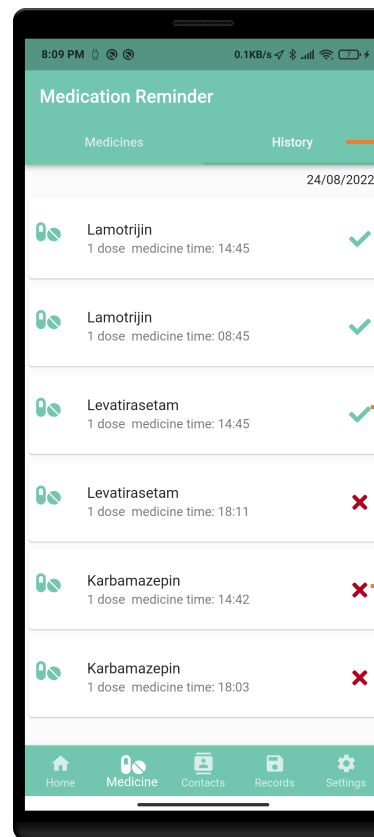 8:09 PM 0.1KB/s 7
Medication Reminder
Medicines History
24/08/2022
Lamotrijin
1 dose medicine time: 14:45
Lamotrijin
1 dose medicine time: 08:45
Levatirasetam
1 dose medicine time: 14:45
Levatirasetam
1 dose medicine time: 18:11
Karbamazepin
1 dose medicine time: 14:42
Karbamazepin
1 dose medicine time: 18:03
Home Medicine Contacts Records Settings